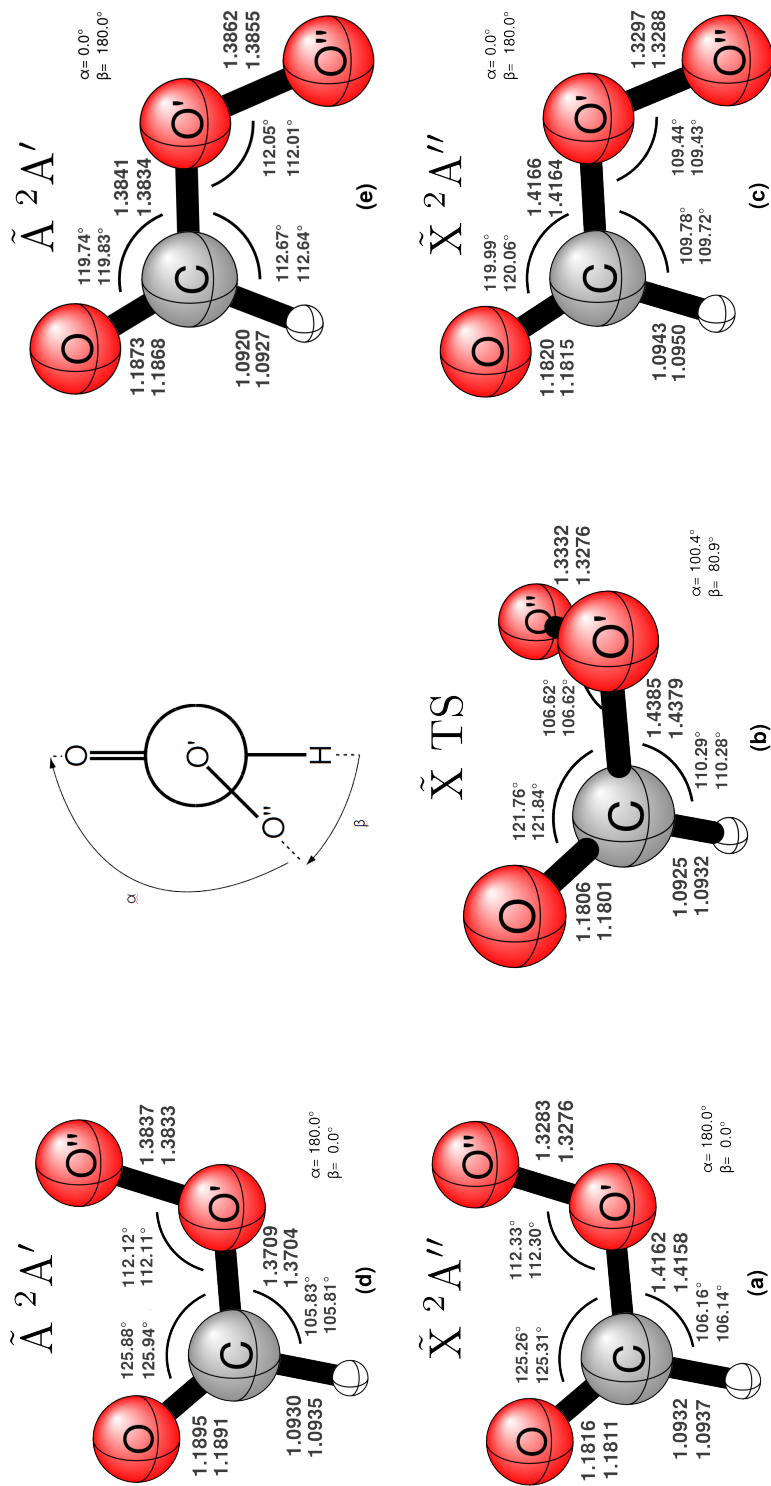 Ã ²A′
O
C
O'
O"
125.88°
125.94°
112.12°
112.11°
1.3837
1.3833
1.1895
1.1891
1.3709
1.3704
105.83°
105.81°
1.0930
1.0935
α= 180.0°
β= 0.0°
(d)
α
O
O'
O"
H
β
Ã ²A′
O
C
O'
O"
119.74°
119.83°
1.3841
1.3834
1.3862
1.3855
α= 0.0°
β= 180.0°
1.1873
1.1868
112.05°
112.01°
112.67°
112.64°
1.0920
1.0927
(e)
X̃ ²A″
O
C
O'
O"
125.26°
125.31°
112.33°
112.30°
1.3283
1.3276
1.1816
1.1811
1.4162
1.4158
106.16°
106.14°
1.0932
1.0937
α= 180.0°
β= 0.0°
(a)
X̃ TS
O
C
O'
O"
121.76°
121.84°
106.62°
106.62°
1.3332
1.3276
1.1806
1.1801
1.4385
1.4379
110.29°
110.28°
1.0925
1.0932
α= 100.4°
β= 80.9°
(b)
X̃ ²A″
O
C
O'
O"
119.99°
120.06°
1.4166
1.4164
1.3297
1.3288
α= 0.0°
β= 180.0°
1.1820
1.1815
109.44°
109.43°
109.78°
109.72°
1.0943
1.0950
(c)